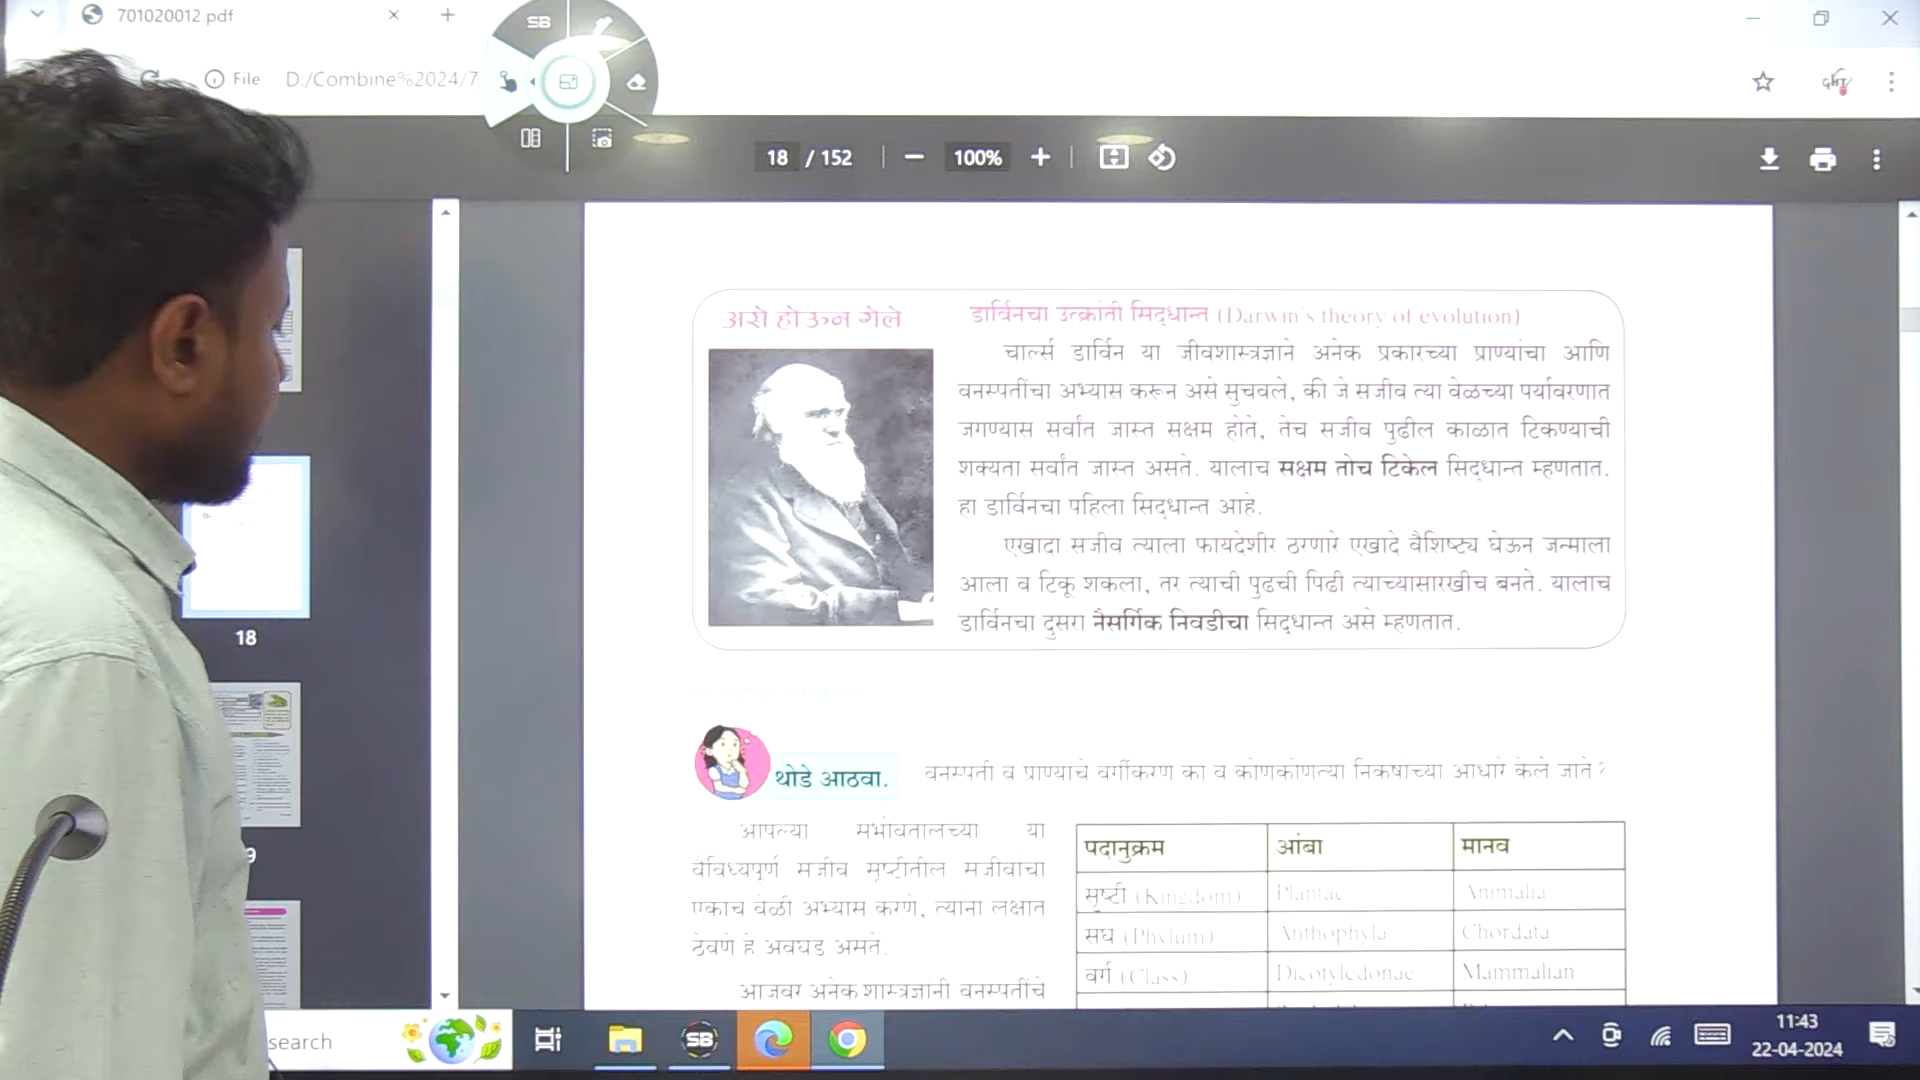 701020012.pdf
SB
File D:/Combine%2024/7
18 / 152 100%
असे होऊन गेले
डार्विनचा उत्क्रांती सिद्धान्त (Darwin's theory of evolution)
चार्ल्स डार्विन या जीवशास्त्रज्ञाने अनेक प्रकारच्या प्राण्यांचा आणि
वनस्पतींचा अभ्यास करून असे सुचवले, की जे सजीव त्या वेळच्या पर्यावरणात
जगण्यास सर्वांत जास्त सक्षम होते, तेच सजीव पुढील काळात टिकण्याची
शक्यता सर्वांत जास्त असते. यालाच सक्षम तोच टिकेल सिद्धान्त म्हणतात.
हा डार्विनचा पहिला सिद्धान्त आहे.
एखादा सजीव त्याला फायदेशीर ठरणारे एखादे वैशिष्ट्य घेऊन जन्माला
आला व टिकू शकला, तर त्याची पुढची पिढी त्याच्यासारखीच बनते. यालाच
डार्विनचा दुसरा नैसर्गिक निवडीचा सिद्धान्त असे म्हणतात.
18
थोडे आठवा.
वनस्पती व प्राण्यांचे वर्गीकरण का व कोणकोणत्या निकषांच्या आधारे केले जाते ?
आपल्या सभोवतालच्या या
वैविध्यपूर्ण सजीव सृष्टीतील सजीवांचा
एकाच वेळी अभ्यास करणे, त्यांना लक्षात
ठेवणे हे अवघड असते.
आजवर अनेक शास्त्रज्ञांनी वनस्पतींचे
पदानुक्रम आंबा मानव
सृष्टी (Kingdom) Plantae Animalia
संघ (Phylum) Anthophyta Chordata
वर्ग (Class) Dicotyledonae Mammalian
9
search
SB
11:43
22-04-2024